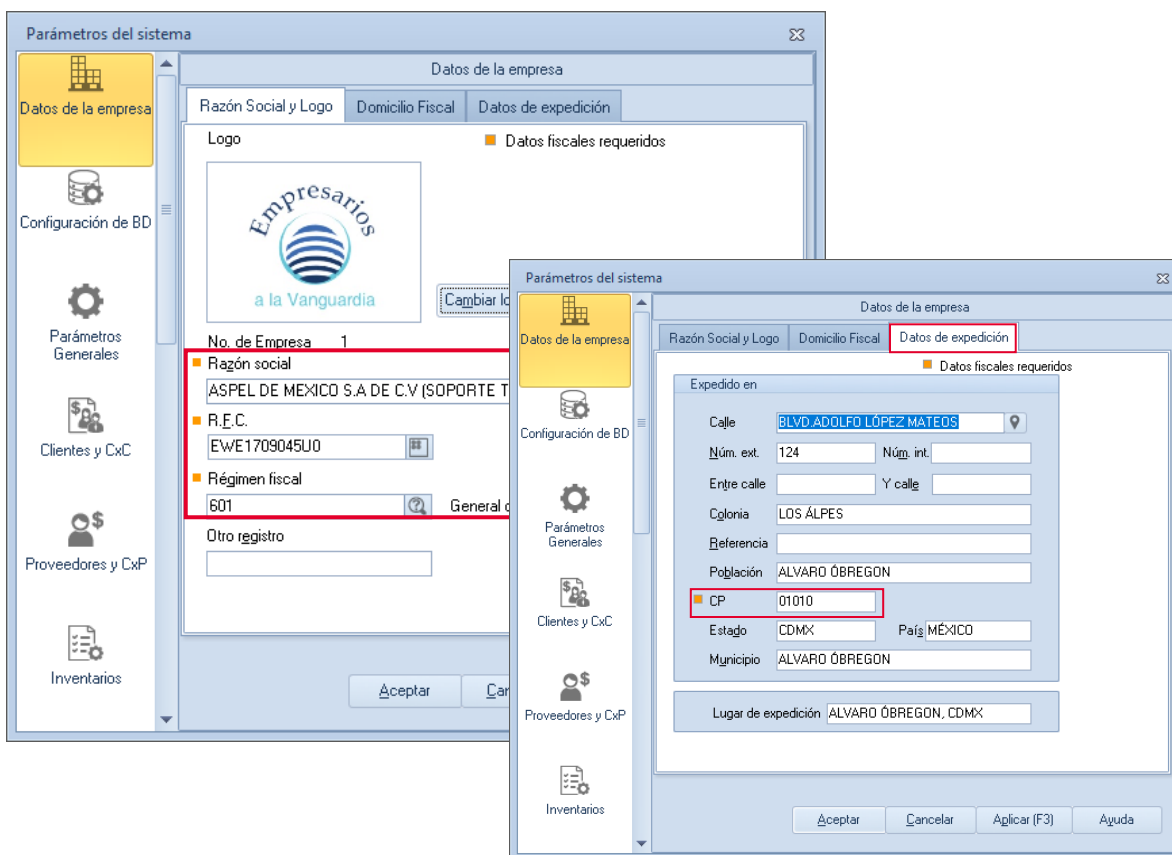 Parámetros del sistema
Datos de la empresa
Configuración de BD
Parámetros
Generales
Clientes y CxC
Proveedores y CxP
Inventarios
Datos de la empresa
Razón Social y Logo Domicilio Fiscal Datos de expedición
Logo Datos fiscales requeridos
Empresarios
a la Vanguardia
Cambiar
No. de Empresa 1
Razón social
ASPEL DE MEXICO S.A DE C.V (SOPORTE T
R.F.C.
EWE1709045U0
Régimen fiscal
601 General
Otro registro
Aceptar
Parámetros del sistema
Datos de la empresa
Configuración de BD
Parámetros
Generales
Clientes y CxC
Proveedores y CxP
Inventarios
Datos de la empresa
Razón Social y Logo Domicilio Fiscal Datos de expedición
Datos fiscales requeridos
Expedido en
Calle BLVD.ADOLFO LÓPEZ MATEOS
Núm. ext. 124 Núm. int.
Entre calle Y calle
Colonia LOS ÁLPES
Referencia
Población ALVARO ÓBREGON
CP 01010
Estado CDMX País MÉXICO
Municipio ALVARO ÓBREGON
Lugar de expedición ALVARO ÓBREGON, CDMX
Aceptar Cancelar Aplicar (F3) Ayuda